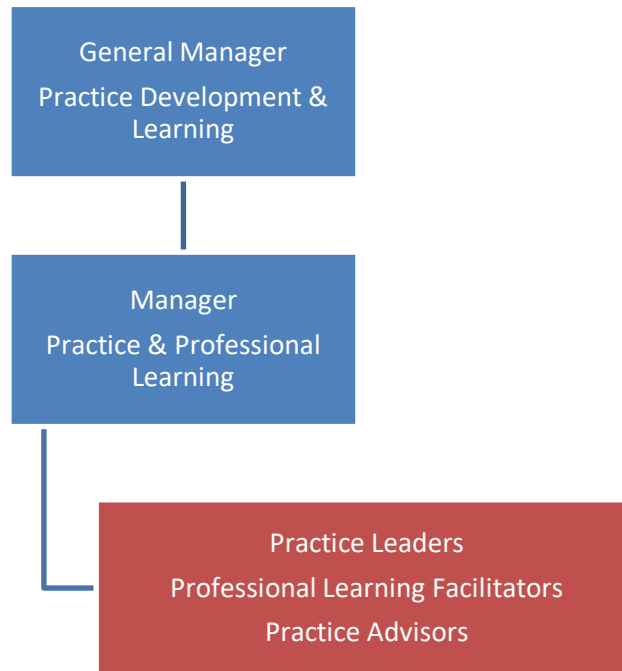 General Manager
Practice Development &
Learning
Manager
Practice & Professional
Learning
Practice Leaders
Professional Learning Facilitators
Practice Advisors